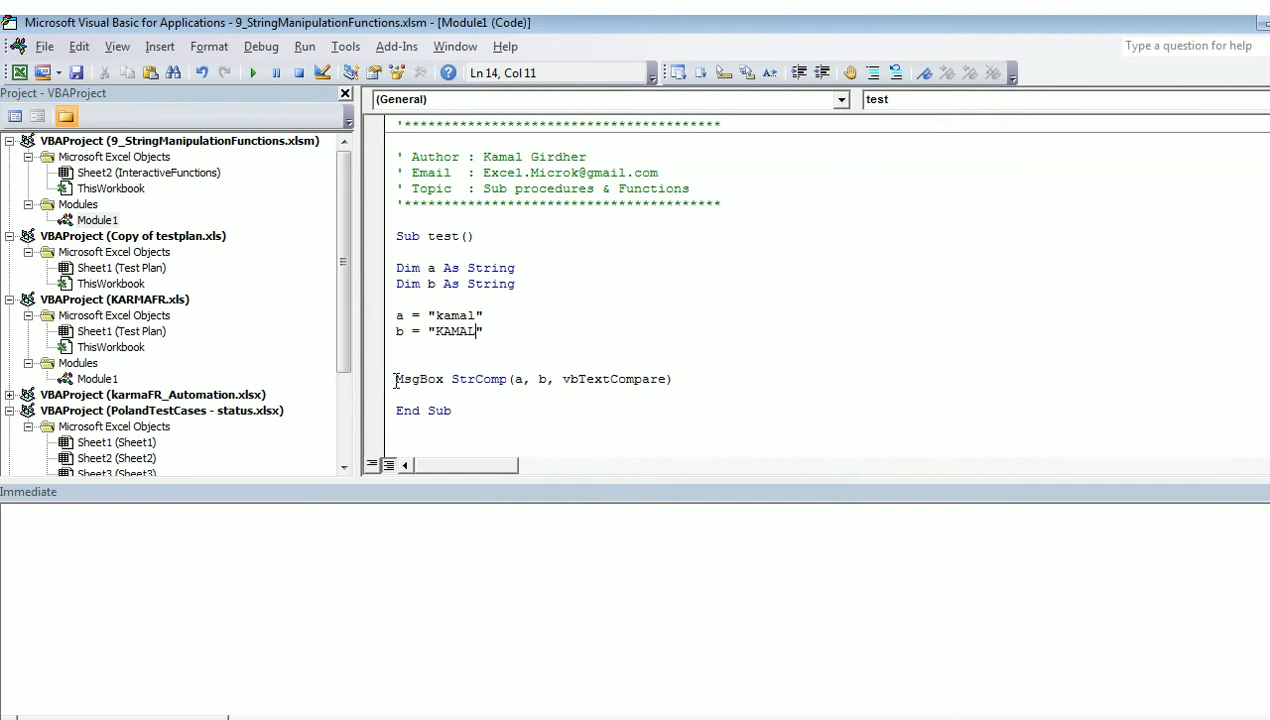 Microsoft Visual Basic for Applications - 9_StringManipulationFunctions.xlsm - [Module1 (Code)]
File Edit View Insert Format Debug Run Tools Add-Ins Window Help
Type a question for help
Ln 14, Col 11
Project - VBAProject
(General)
test
VBAProject (9_StringManipulationFunctions.xlsm)
Microsoft Excel Objects
Sheet2 (InteractiveFunctions)
ThisWorkbook
Modules
Module1
VBAProject (Copy of testplan.xls)
Microsoft Excel Objects
Sheet1 (Test Plan)
ThisWorkbook
VBAProject (KARMAFR.xls)
Microsoft Excel Objects
Sheet1 (Test Plan)
ThisWorkbook
Modules
Module1
VBAProject (karmaFR_Automation.xlsx)
VBAProject (PolandTestCases - status.xlsx)
Microsoft Excel Objects
Sheet1 (Sheet1)
Sheet2 (Sheet2)
Sheet3 (Sheet3)
'****************************************
' Author : Kamal Girdher
' Email  : Excel.Microk@gmail.com
' Topic  : Sub procedures & Functions
'****************************************
Sub test()
Dim a As String
Dim b As String
a = "kamal"
b = "KAMAL"
MsgBox StrComp(a, b, vbTextCompare)
End Sub
Immediate